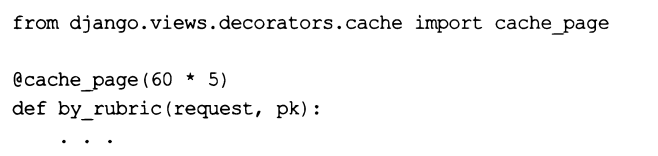 from django.views.decorators.cache import cache_page
@cache_page(60 * 5)
def by_rubric(request, pk):
. . .